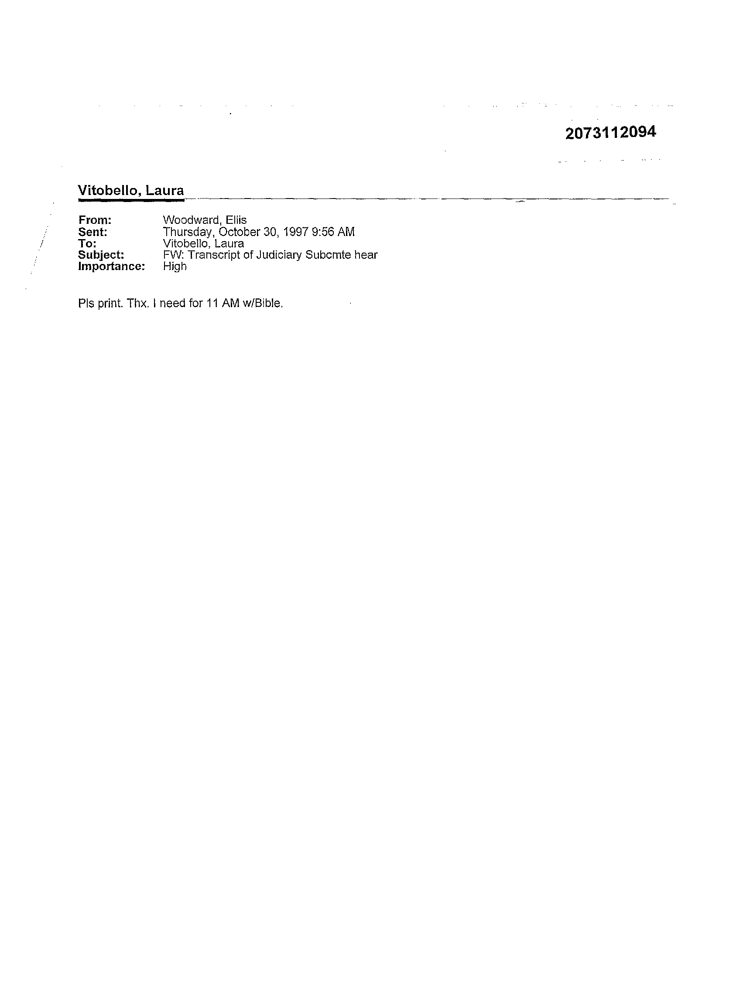 2073112094
Vitobello, Laura
From: Woodward, Ellis
Sent: Thursday, October 30, 1997 9:56 AM
To: Vitobello, Laura
Subject: FW: Transcript of Judiciary Subcmte hear
Importance: High
Pls print. Thx. I need for 11 AM w/Bible.